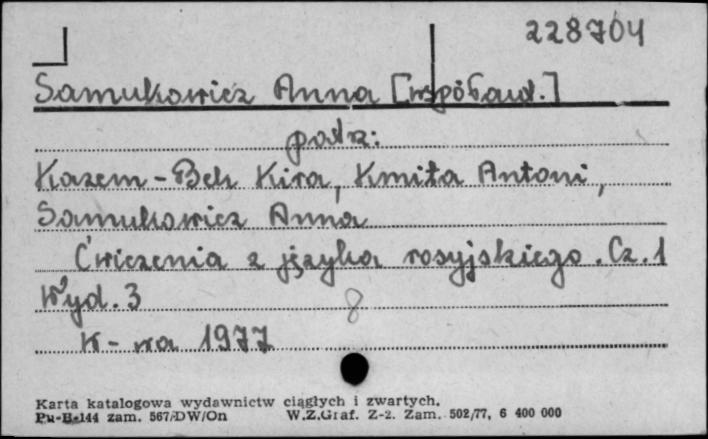 228704
Samukowicz Anna [współaut.]
patrz:
Kazem-Bek Kira, Kmita Antoni,
Samukowicz Anna
Ćwiczenia z języka rosyjskiego. Cz. 1
Wyd. 3
8
W-wa 1977
Karta katalogowa wydawnictw ciągłych i zwartych.
Pu-B-144 zam. 567/DW/On W.Z.Graf. Z-2. Zam. 502/77, 6 400 000